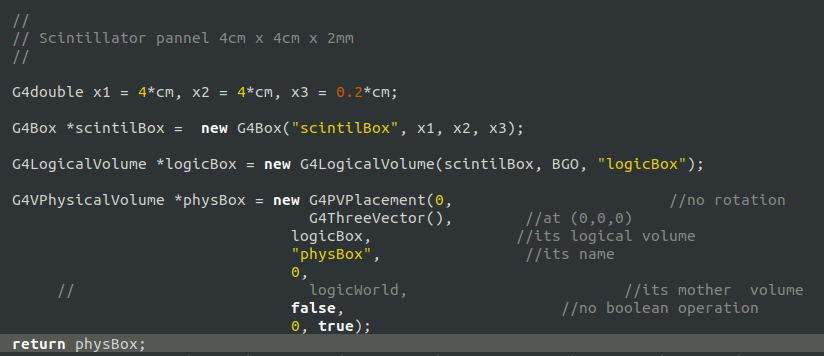 //
// Scintillator pannel 4cm x 4cm x 2mm
//
G4double x1 = 4*cm, x2 = 4*cm, x3 = 0.2*cm;
G4Box *scintilBox =  new G4Box("scintilBox", x1, x2, x3);
G4LogicalVolume *logicBox = new G4LogicalVolume(scintilBox, BGO, "logicBox");
G4VPhysicalVolume *physBox = new G4PVPlacement(0, //no rotation
G4ThreeVector(), //at (0,0,0)
logicBox, //its logical volume
"physBox", //its name
0,
// logicWorld, //its mother  volume
false, //no boolean operation
0, true);
return physBox;